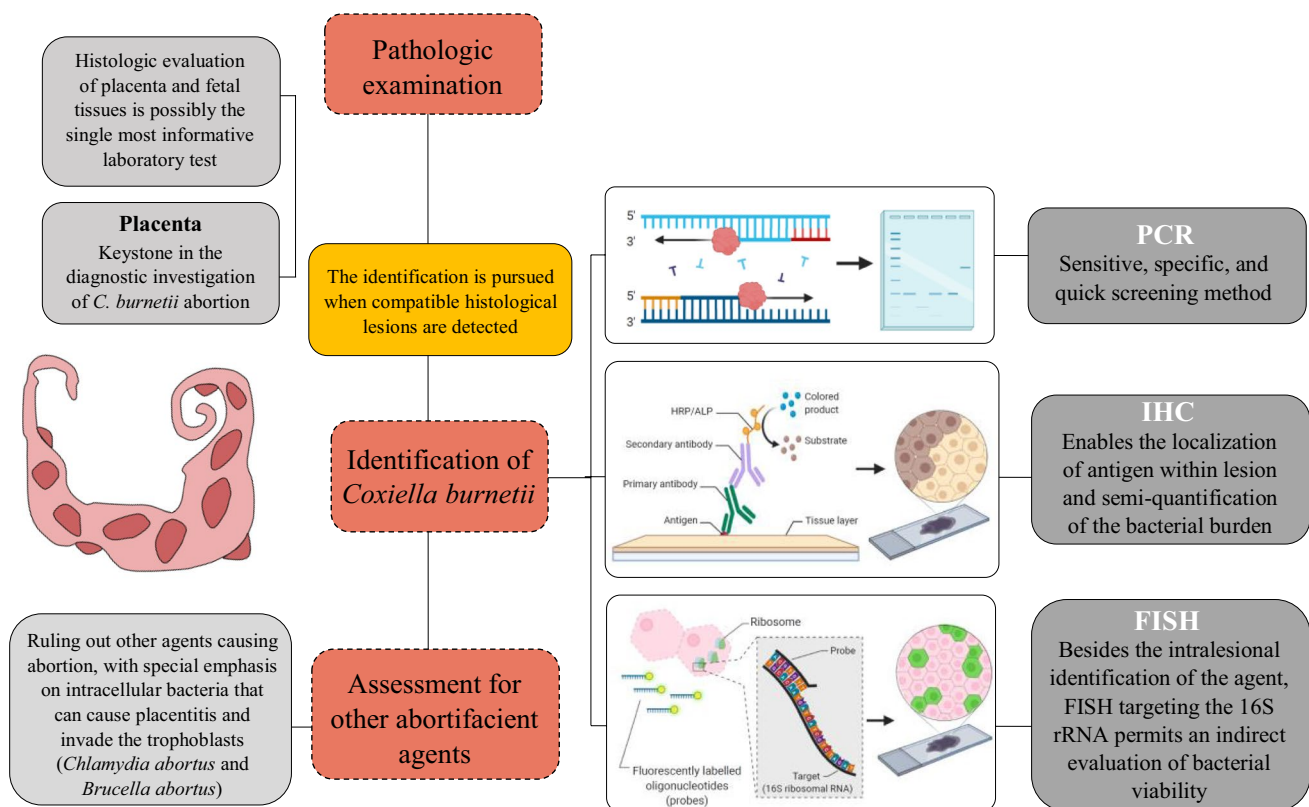 Pathologic
examination
Histologic evaluation
of placenta and fetal
tissues is possibly the
single most informative
laboratory test
Placenta
Keystone in the
diagnostic investigation
of C. burnetii abortion
The identification is pursued
when compatible histological
lesions are detected
Identification of
Coxiella burnetii
5'
3'
5'
3'
PCR
Sensitive, specific, and
quick screening method
HRP/ALP
Colored
product
Substrate
Secondary antibody
Primary antibody
Antigen
Tissue layer
IHC
Enables the localization
of antigen within lesion
and semi-quantification
of the bacterial burden
Ribosome
Probe
Fluorescently labelled
oligonucleotides
(probes)
Target
(16S ribosomal RNA)
FISH
Besides the intralesional
identification of the agent,
FISH targeting the 16S
rRNA permits an indirect
evaluation of bacterial
viability
Assessment for
other abortifacient
agents
Ruling out other agents causing
abortion, with special emphasis
on intracellular bacteria that
can cause placentitis and
invade the trophoblasts
(Chlamydia abortus and
Brucella abortus)